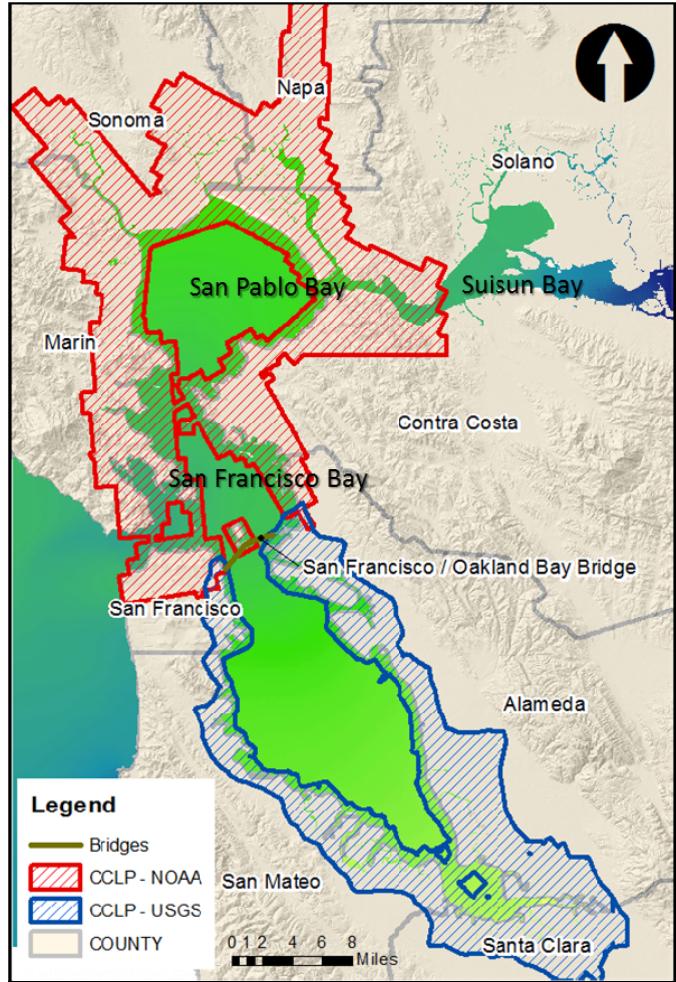 Napa
Sonoma
Solano
San Pablo Bay
Suisun Bay
Marin
Contra Costa
San Francisco Bay
San Francisco / Oakland Bay Bridge
San Francisco
Alameda
Legend
Bridges
CCLP - NOAA
CCLP - USGS
COUNTY
San Mateo
Santa Clara
0 1 2 4 6 8
Miles